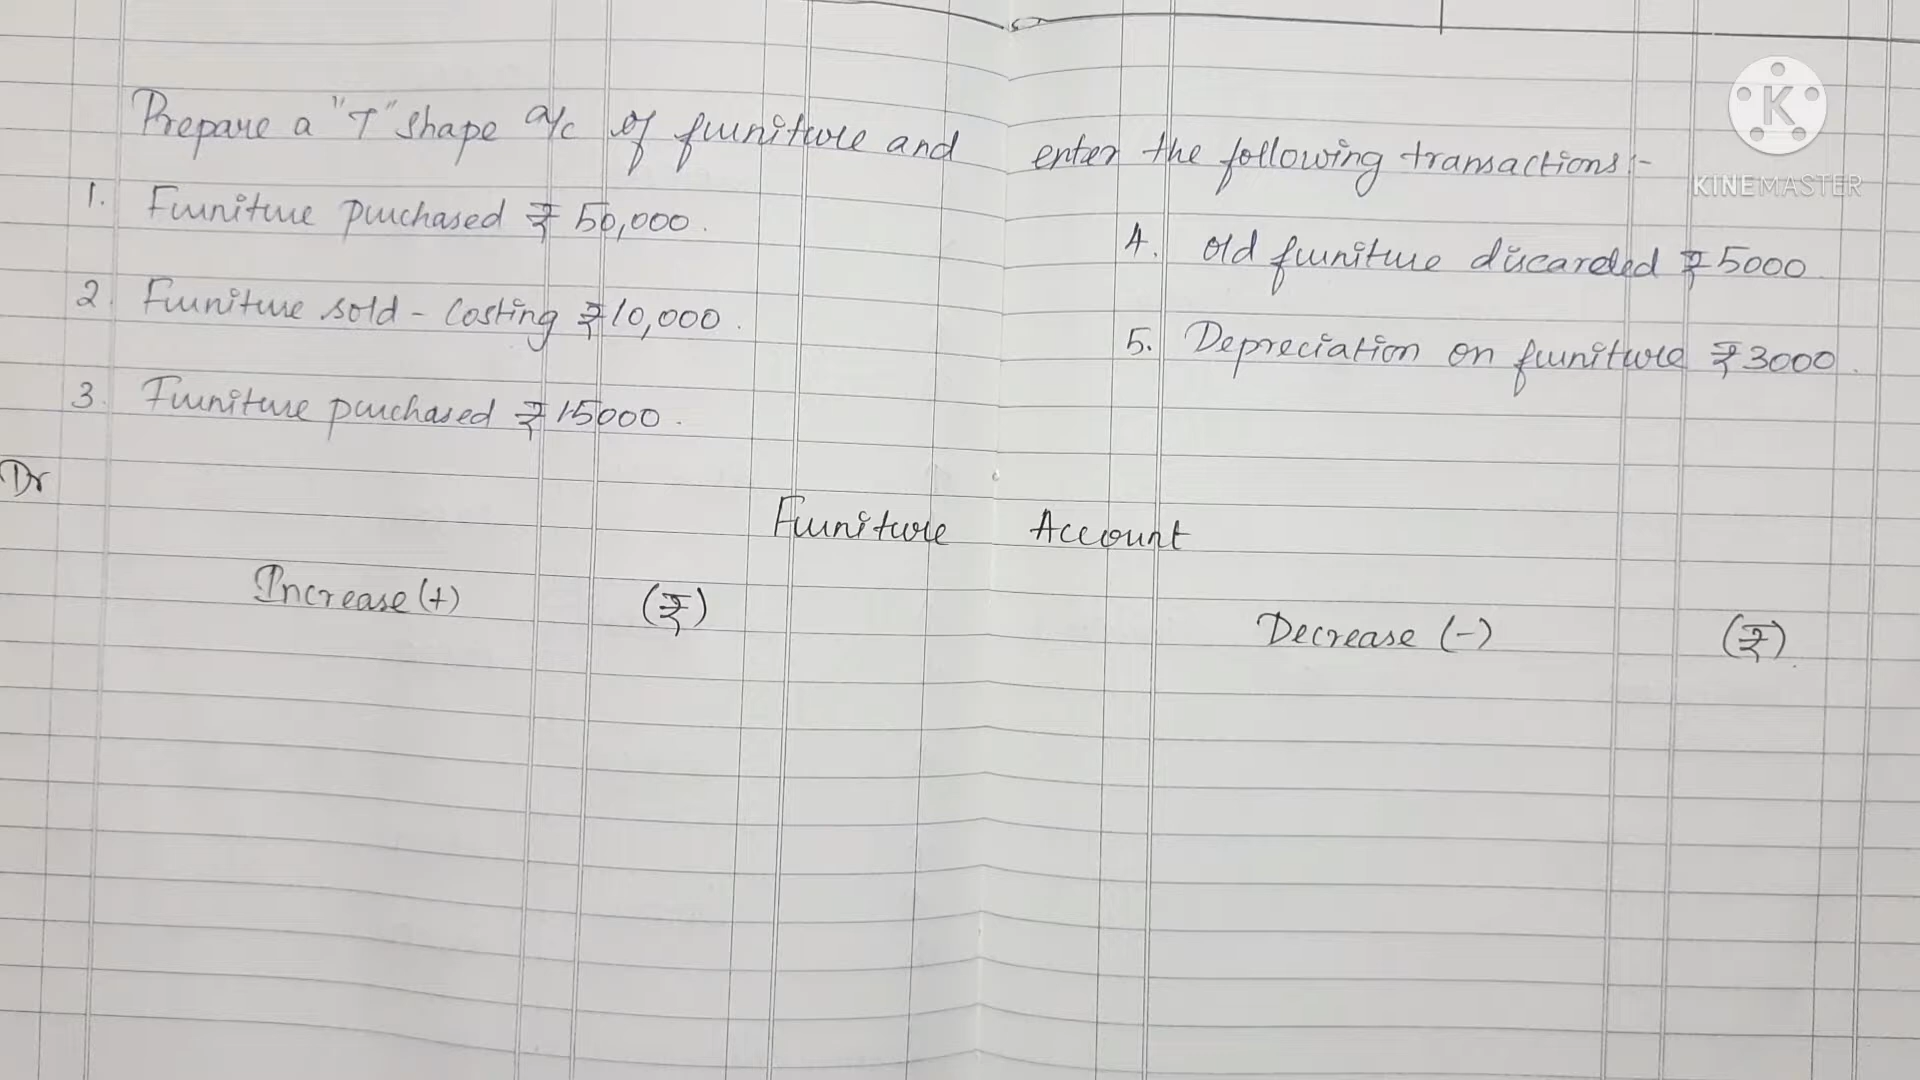 Prepare a "T" shape a/c of furniture and enter the following transactions:-
1. Furniture purchased ₹ 50,000.
2. Furniture sold - Costing ₹ 10,000.
3. Furniture purchased ₹ 15000.
4. Old furniture discarded ₹ 5000
5. Depreciation on furniture ₹ 3000.
Dr
Furniture Account
Increase (+) (₹) Decrease (-) (₹)
K
KINEMASTER